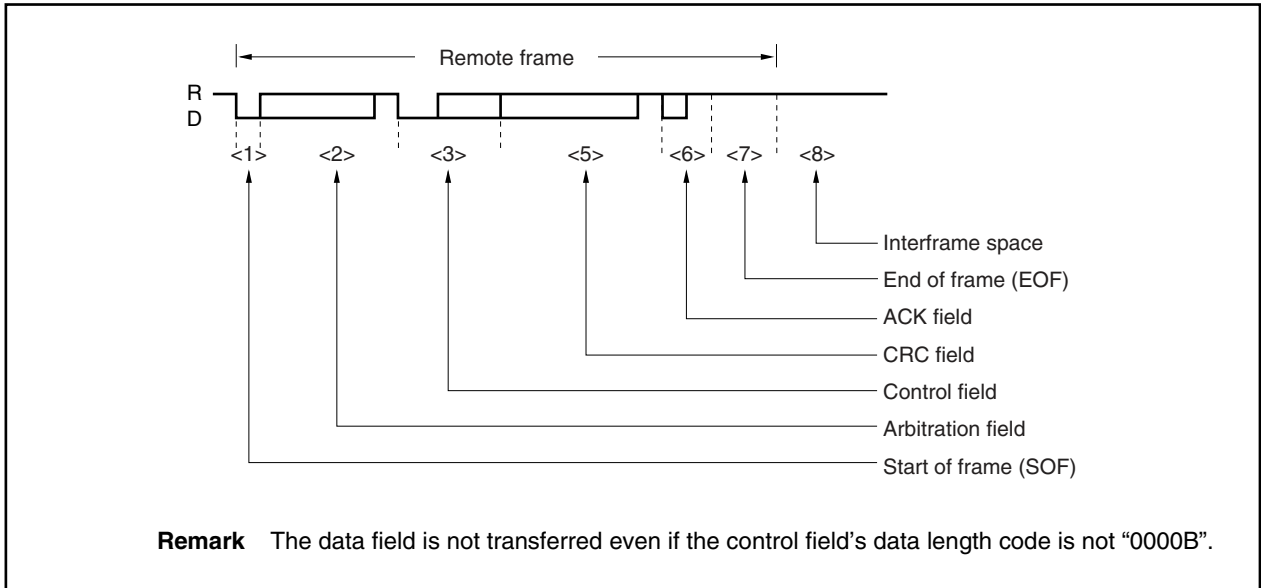 Remote frame
R
D
<1> <2> <3> <5> <6> <7> <8>
Interframe space
End of frame (EOF)
ACK field
CRC field
Control field
Arbitration field
Start of frame (SOF)
Remark The data field is not transferred even if the control field's data length code is not “0000B”.